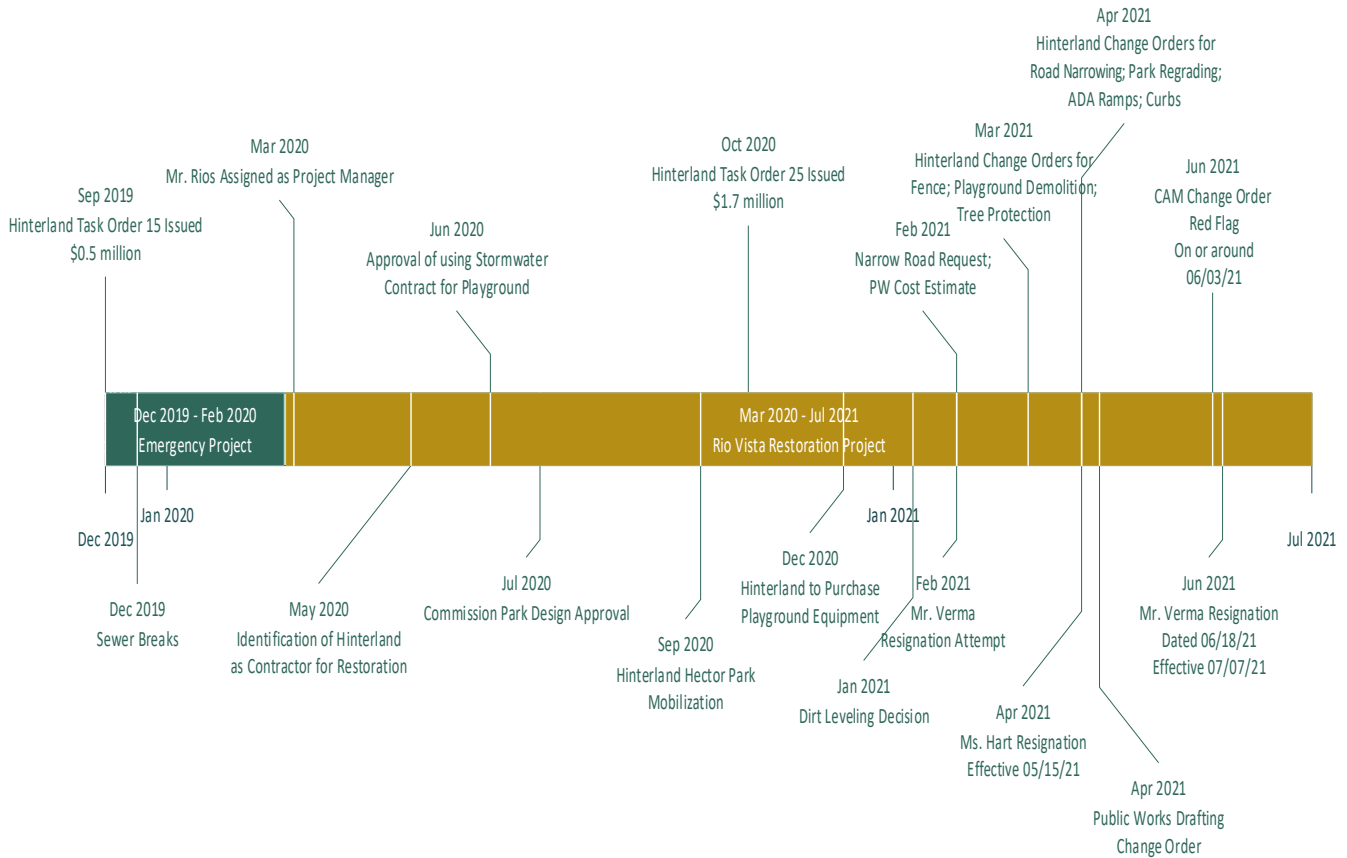 Apr 2021
Hinterland Change Orders for
Road Narrowing; Park Regrading;
ADA Ramps; Curbs
Mar 2021
Hinterland Change Orders for
Fence; Playground Demolition;
Tree Protection
Oct 2020
Hinterland Task Order 25 Issued
$1.7 million
Mar 2020
Mr. Rios Assigned as Project Manager
Jun 2021
CAM Change Order
Red Flag
On or around
06/03/21
Sep 2019
Hinterland Task Order 15 Issued
$0.5 million
Jun 2020
Approval of using Stormwater
Contract for Playground
Feb 2021
Narrow Road Request;
PW Cost Estimate
Dec 2019 - Feb 2020
Emergency Project
Mar 2020 - Jul 2021
Rio Vista Restoration Project
Dec 2019
Jan 2020
Jan 2021
Jul 2021
Dec 2019
Sewer Breaks
May 2020
Identification of Hinterland
as Contractor for Restoration
Jul 2020
Commission Park Design Approval
Sep 2020
Hinterland Hector Park
Mobilization
Dec 2020
Hinterland to Purchase
Playground Equipment
Jan 2021
Dirt Leveling Decision
Feb 2021
Mr. Verma
Resignation Attempt
Apr 2021
Ms. Hart Resignation
Effective 05/15/21
Apr 2021
Public Works Drafting
Change Order
Jun 2021
Mr. Verma Resignation
Dated 06/18/21
Effective 07/07/21